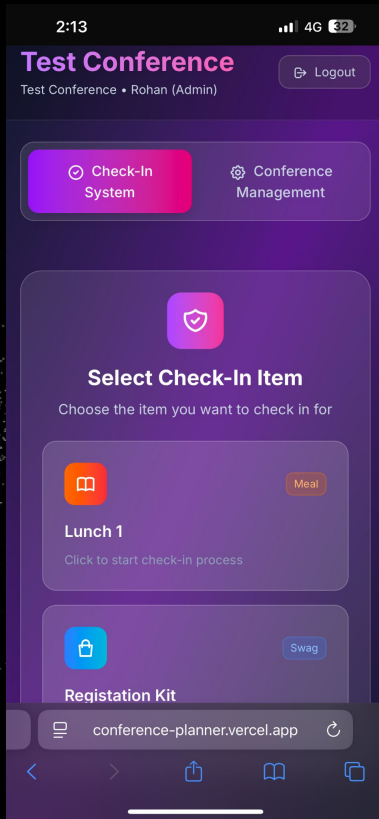 2:13
4G 32
Test Conference
Logout
Test Conference • Rohan (Admin)
Check-In
System
Conference
Management
Select Check-In Item
Choose the item you want to check in for
Meal
Lunch 1
Click to start check-in process
Swag
Registation Kit
conference-planner.vercel.app